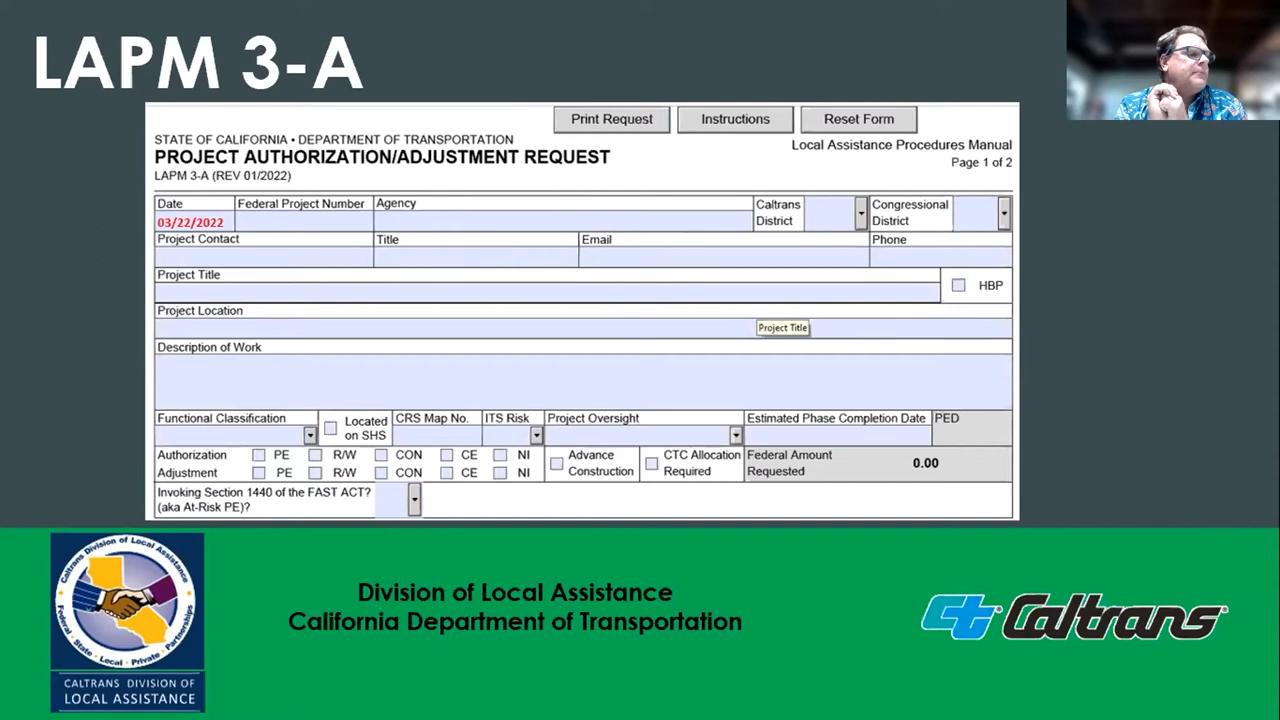 LAPM 3-A
Print Request
Instructions
Reset Form
STATE OF CALIFORNIA • DEPARTMENT OF TRANSPORTATION
PROJECT AUTHORIZATION/ADJUSTMENT REQUEST
LAPM 3-A (REV 01/2022)
Local Assistance Procedures Manual
Page 1 of 2
Date
03/22/2022
Federal Project Number
Agency
Caltrans
District
Congressional
District
Project Contact
Title
Email
Phone
Project Title
HBP
Project Location
Project Title
Description of Work
Functional Classification
Located
on SHS
CRS Map No.
ITS Risk
Project Oversight
Estimated Phase Completion Date
PED
Authorization PE R/W CON CE NI
Adjustment PE R/W CON CE NI
Advance
Construction
CTC Allocation
Required
Federal Amount
Requested
0.00
Invoking Section 1440 of the FAST ACT?
(aka At-Risk PE)?
Caltrans Division of Local Assistance
Federal - State - Local - Private - Partnerships
CALTRANS DIVISION OF
LOCAL ASSISTANCE
Division of Local Assistance
California Department of Transportation
ct Caltrans